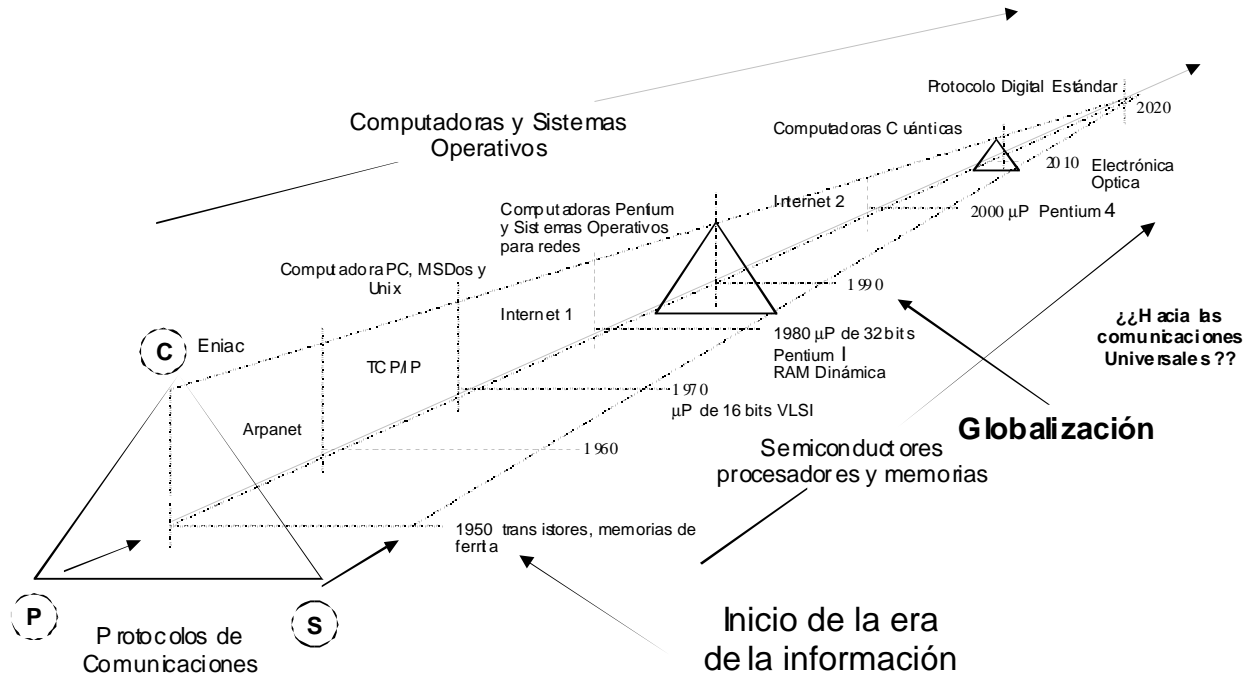 Protocolo Digital Estándar
2020
Computadoras y Sistemas
Operativos
Computadoras Cuánticas
2010
Electrónica
Optica
Internet 2
2000 µP Pentium 4
Computadoras Pentium
y Sistemas Operativos
para redes
Computadora PC, MSDos y
Unix
1990
Internet 1
¿¿Hacia las
comunicaciones
Universales ??
1980 µP de 32 bits
Pentium I
RAM Dinámica
C
Eniac
TCP/IP
1970
µP de 16 bits VLSI
Arpanet
1960
Globalización
Semiconductores
procesadores y memorias
1950 transistores, memorias de
ferrita
P
S
Protocolos de
Comunicaciones
Inicio de la era
de la información